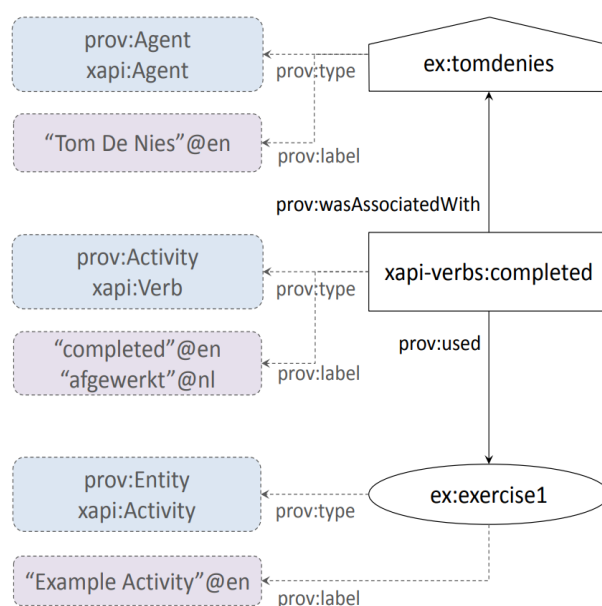 prov:Agent
xapi:Agent
prov:type
ex:tomdenies
“Tom De Nies”@en
prov:label
prov:wasAssociatedWith
prov:Activity
xapi:Verb
prov:type
xapi-verbs:completed
“completed”@en
“afgewerkt”@nl
prov:label
prov:used
prov:Entity
xapi:Activity
prov:type
ex:exercise1
“Example Activity”@en
prov:label